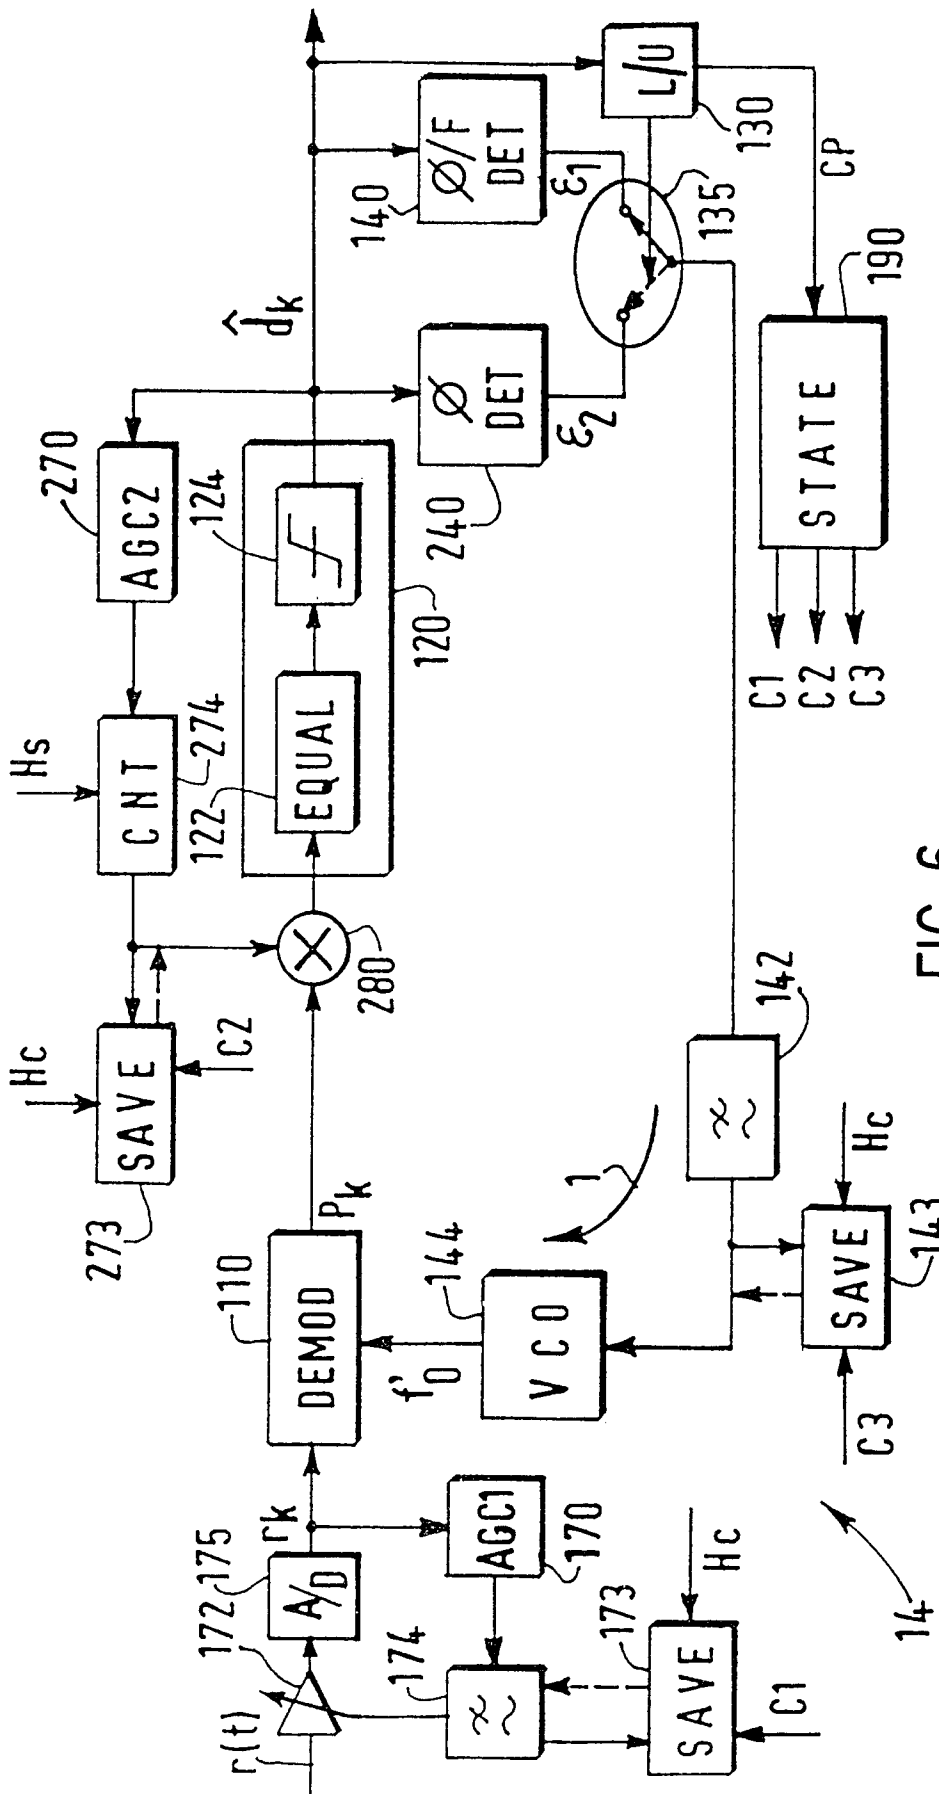 r(t)
172
175
A/D
rk
174
AGC1
170
173
SAVE
C1
Hc
14
110
DEMOD
Pk
f'0
144
VCO
1
142
C3
SAVE
143
Hc
273
SAVE
Hc
C2
280
CNT
274
Hs
AGC2
270
122
EQUAL
124
120
d̂k
240
Ø
DET
ε2
140
Ø/F
DET
ε1
135
L/U
130
CP
STATE
190
C1
C2
C3
FIG. 6